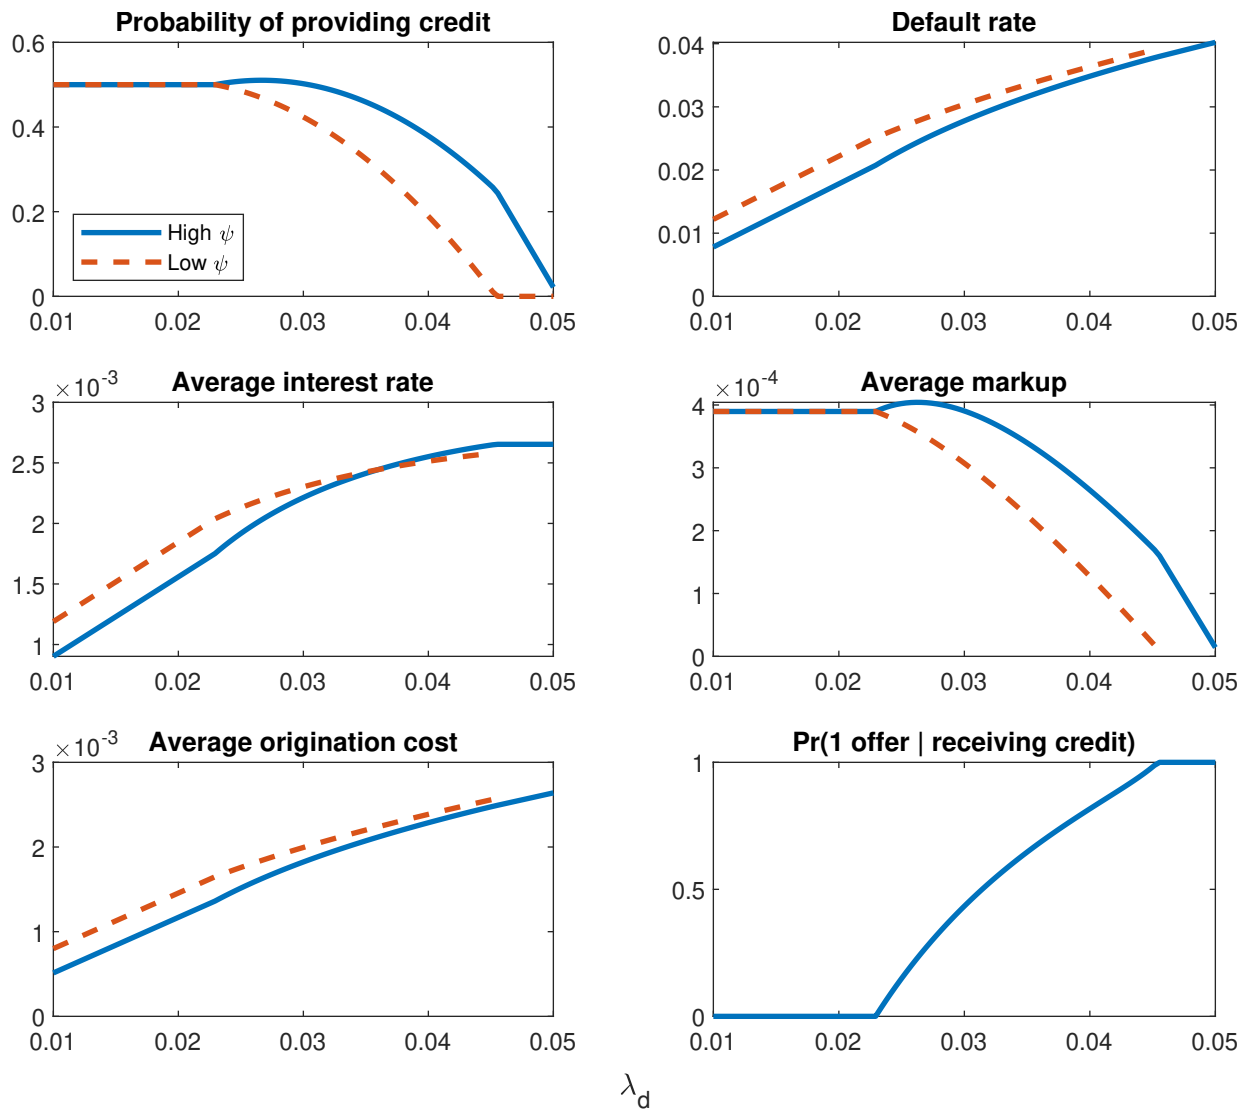 Probability of providing credit
0.6
0.4
0.2
0
High ψ
Low ψ
0.01 0.02 0.03 0.04 0.05
Default rate
0.04
0.03
0.02
0.01
0
0.01 0.02 0.03 0.04 0.05
×10^-3
Average interest rate
3
2.5
2
1.5
1
0.01 0.02 0.03 0.04 0.05
×10^-4
Average markup
4
3
2
1
0
0.01 0.02 0.03 0.04 0.05
×10^-3
Average origination cost
3
2
1
0
0.01 0.02 0.03 0.04 0.05
Pr(1 offer | receiving credit)
1
0.5
0
0.01 0.02 0.03 0.04 0.05
λ_d